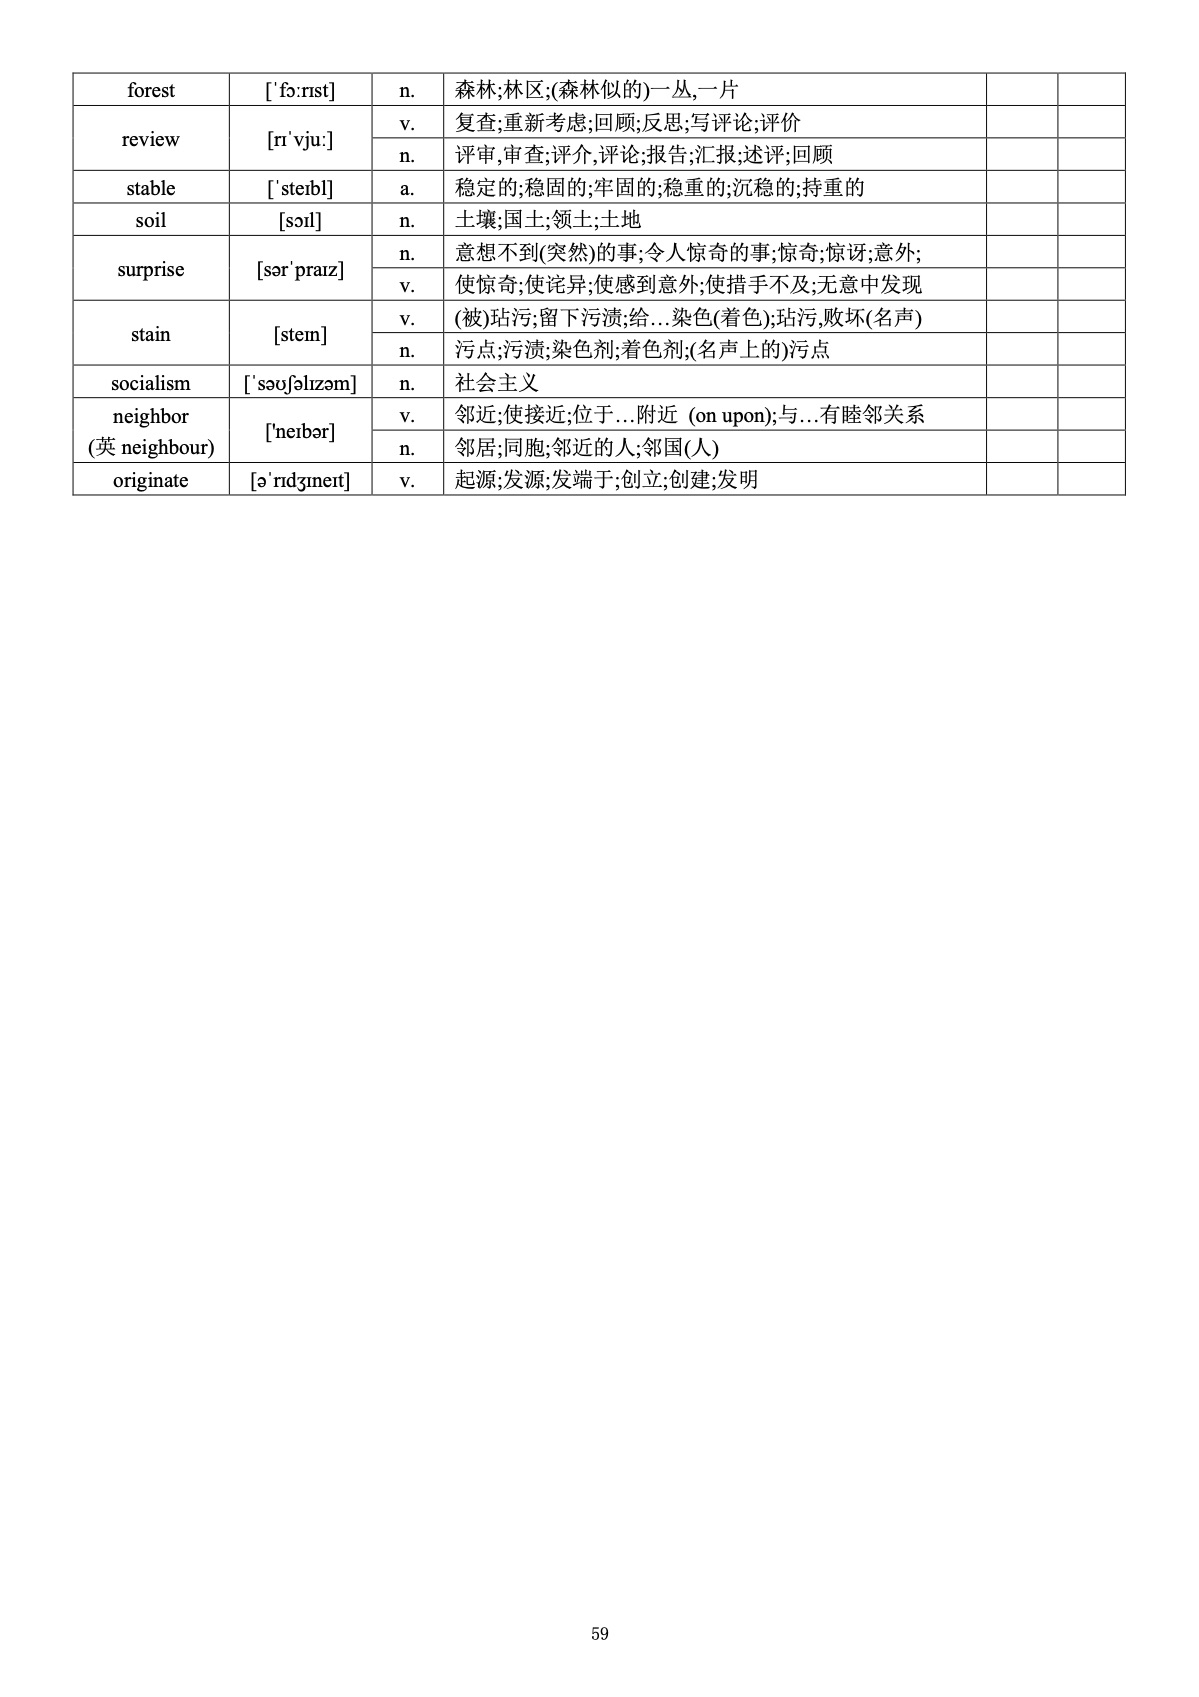 forest [ˈfɔːrɪst] n. 森林;林区;(森林似的)一丛,一片
review [rɪˈvjuː] v. 复查;重新考虑;回顾;反思;写评论;评价
n. 评审,审查;评介,评论;报告;汇报;述评;回顾
stable [ˈsteɪbl] a. 稳定的;稳固的;牢固的;稳重的;沉稳的;持重的
soil [sɔɪl] n. 土壤;国土;领土;土地
surprise [sərˈpraɪz] n. 意想不到(突然)的事;令人惊奇的事;惊奇;惊讶;意外;
v. 使惊奇;使诧异;使感到意外;使措手不及;无意中发现
stain [steɪn] v. (被)玷污;留下污渍;给…染色(着色);玷污,败坏(名声)
n. 污点;污渍;染色剂;着色剂;(名声上的)污点
socialism [ˈsəʊʃəlɪzəm] n. 社会主义
neighbor ['neɪbər] v. 邻近;使接近;位于…附近 (on upon);与…有睦邻关系
(英 neighbour) n. 邻居;同胞;邻近的人;邻国(人)
originate [əˈrɪdʒɪneɪt] v. 起源;发源;发端于;创立;创建;发明
59